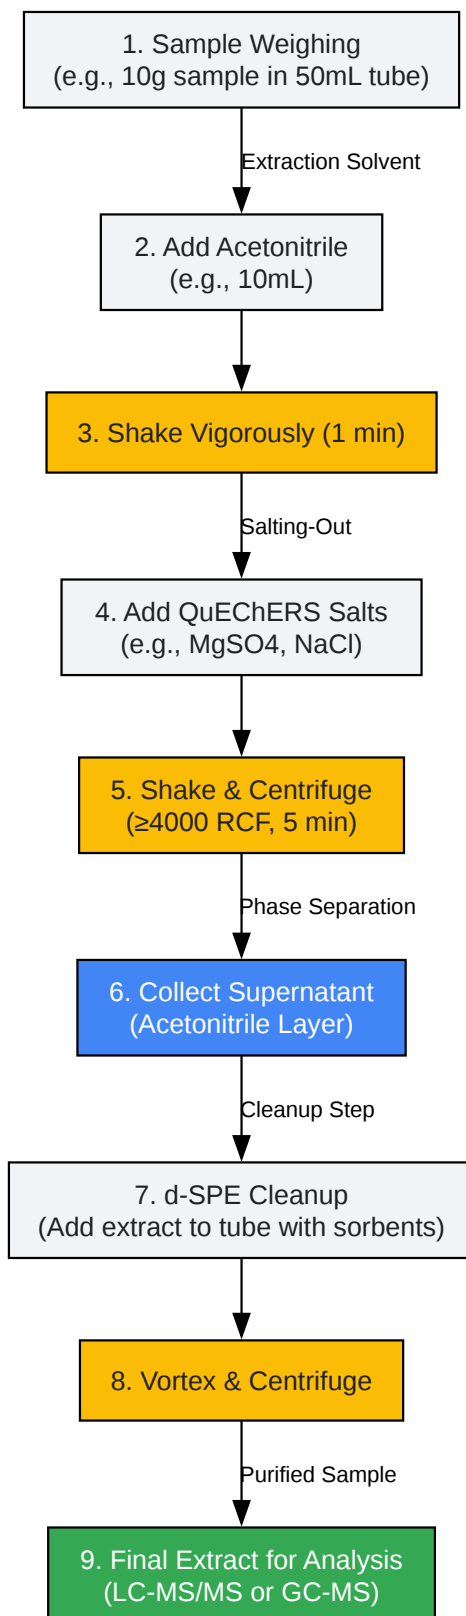 1. Sample Weighing
(e.g., 10g sample in 50mL tube)
Extraction Solvent
2. Add Acetonitrile
(e.g., 10mL)
3. Shake Vigorously (1 min)
Salting-Out
4. Add QuEChERS Salts
(e.g., MgSO4, NaCl)
5. Shake & Centrifuge
(≥4000 RCF, 5 min)
Phase Separation
6. Collect Supernatant
(Acetonitrile Layer)
Cleanup Step
7. d-SPE Cleanup
(Add extract to tube with sorbents)
8. Vortex & Centrifuge
Purified Sample
9. Final Extract for Analysis
(LC-MS/MS or GC-MS)